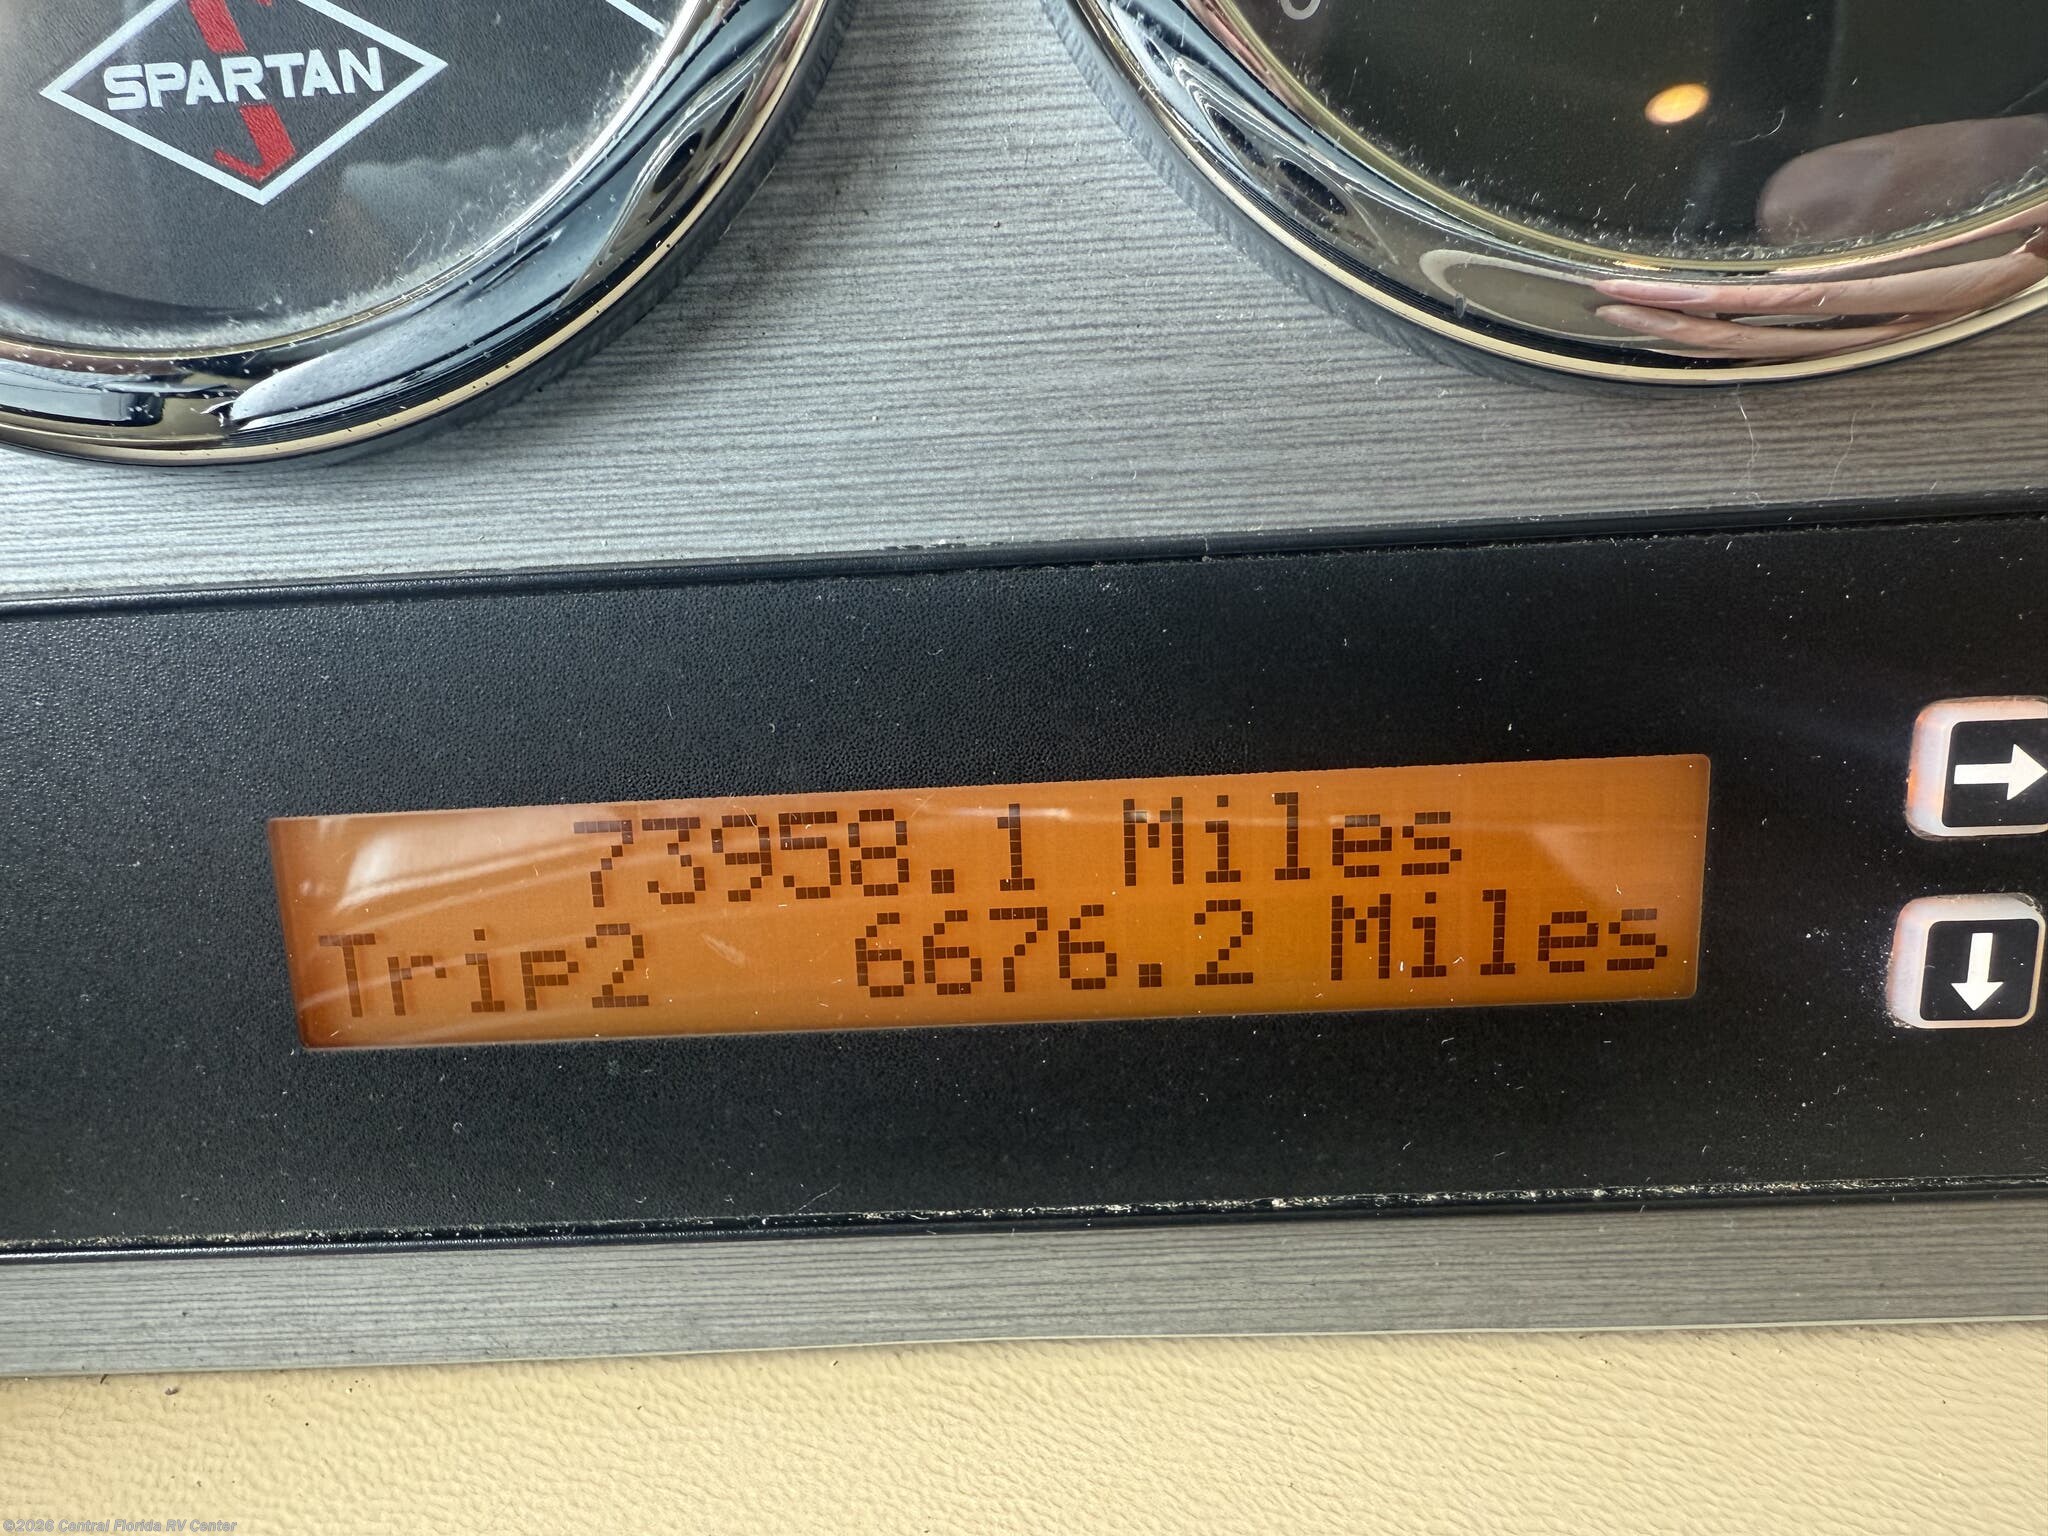 SPARTAN
73958.1 Miles
Trip2 6676.2 Miles
©2026 Central Florida RV Center